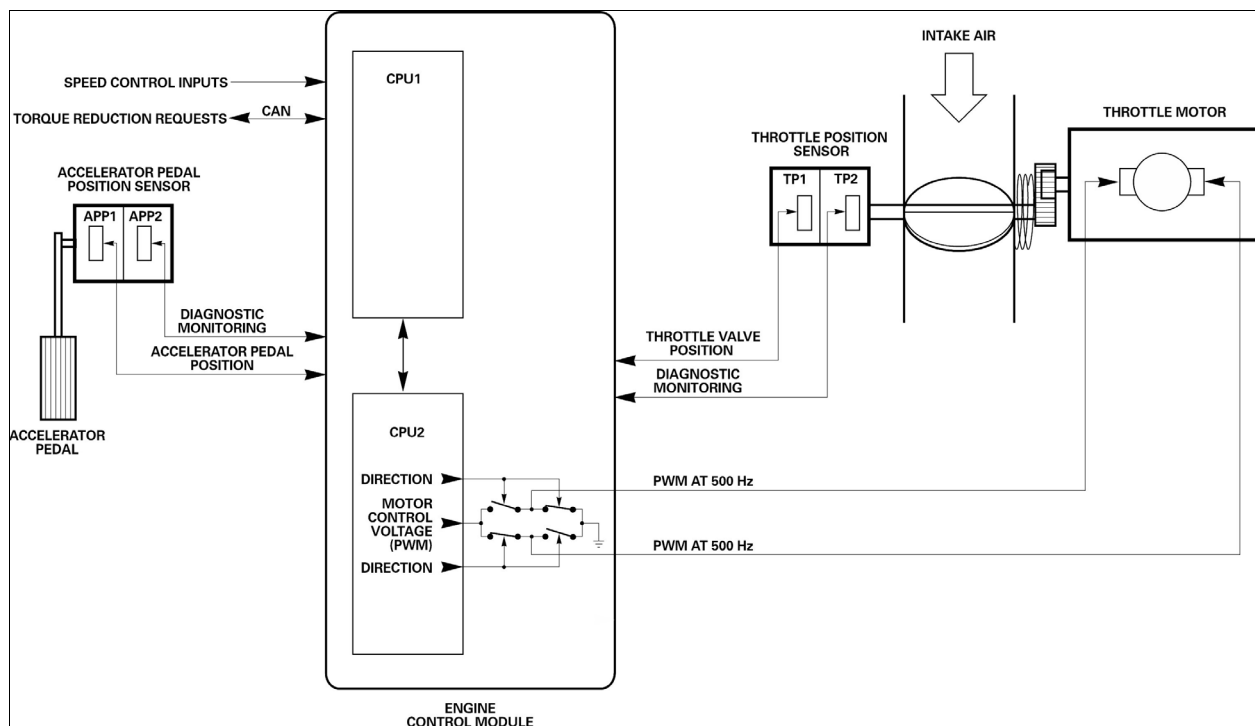 SPEED CONTROL INPUTS
TORQUE REDUCTION REQUESTS
CAN
ACCELERATOR PEDAL
POSITION SENSOR
APP1
APP2
DIAGNOSTIC
MONITORING
ACCELERATOR PEDAL
POSITION
ACCELERATOR
PEDAL
CPU1
CPU2
DIRECTION
MOTOR
CONTROL
VOLTAGE
(PWM)
DIRECTION
ENGINE
CONTROL MODULE
INTAKE AIR
THROTTLE POSITION
SENSOR
TP1
TP2
THROTTLE MOTOR
THROTTLE VALVE
POSITION
DIAGNOSTIC
MONITORING
PWM AT 500 Hz
PWM AT 500 Hz